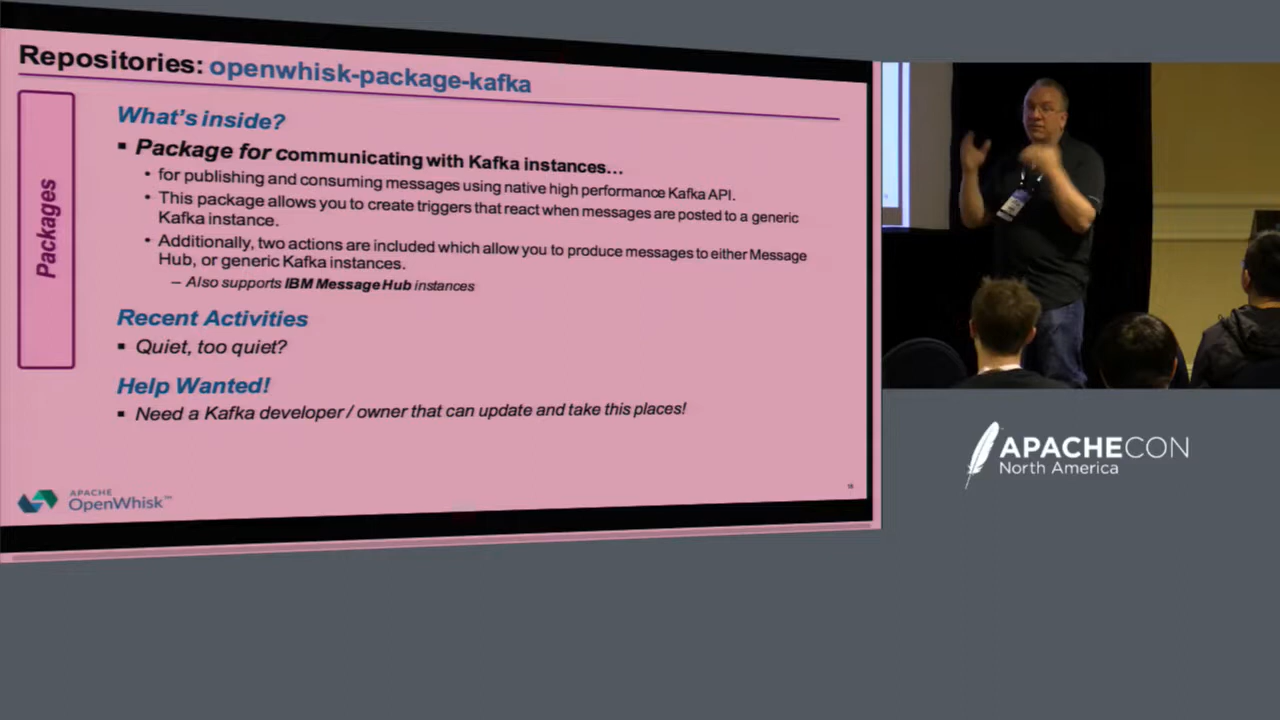 Repositories: openwhisk-package-kafka
Packages
What's inside?
▪ Package for communicating with Kafka instances…
• for publishing and consuming messages using native high performance Kafka API.
• This package allows you to create triggers that react when messages are posted to a generic
Kafka instance.
• Additionally, two actions are included which allow you to produce messages to either Message
Hub, or generic Kafka instances.
– Also supports IBM Message Hub instances
Recent Activities
▪ Quiet, too quiet?
Help Wanted!
▪ Need a Kafka developer / owner that can update and take this places!
APACHE
OpenWhisk™
APACHECON
North America